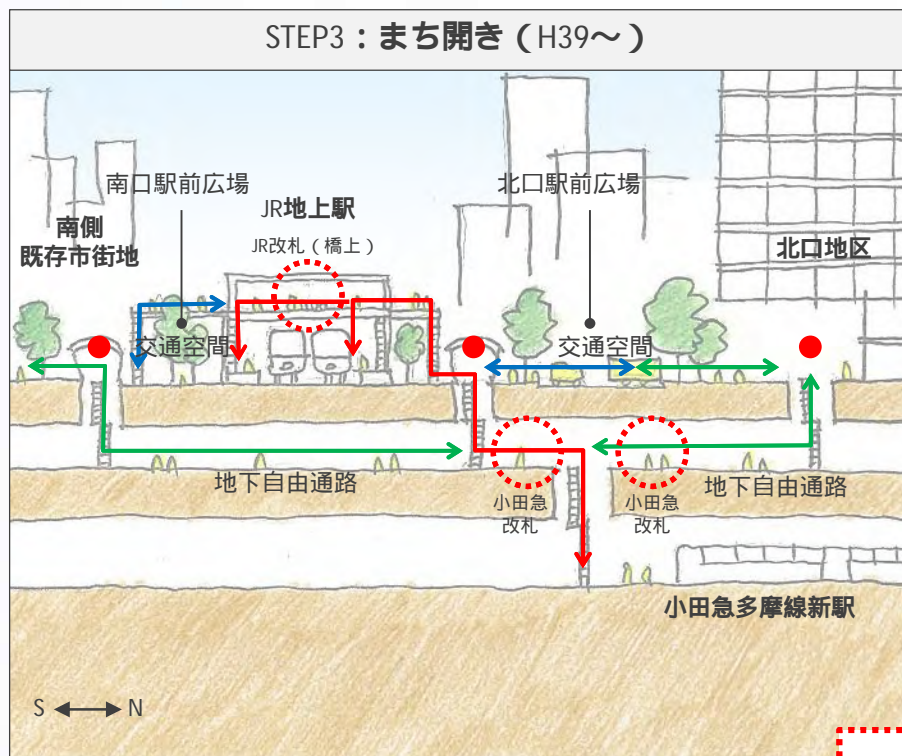 STEP3：まち開き（H39～）
南口駅前広場
北口駅前広場
JR地上駅
JR改札（橋上）
南側
既存市街地
北口地区
交通空間
交通空間
地下自由通路
小田急
改札
小田急
改札
地下自由通路
小田急多摩線新駅
S N